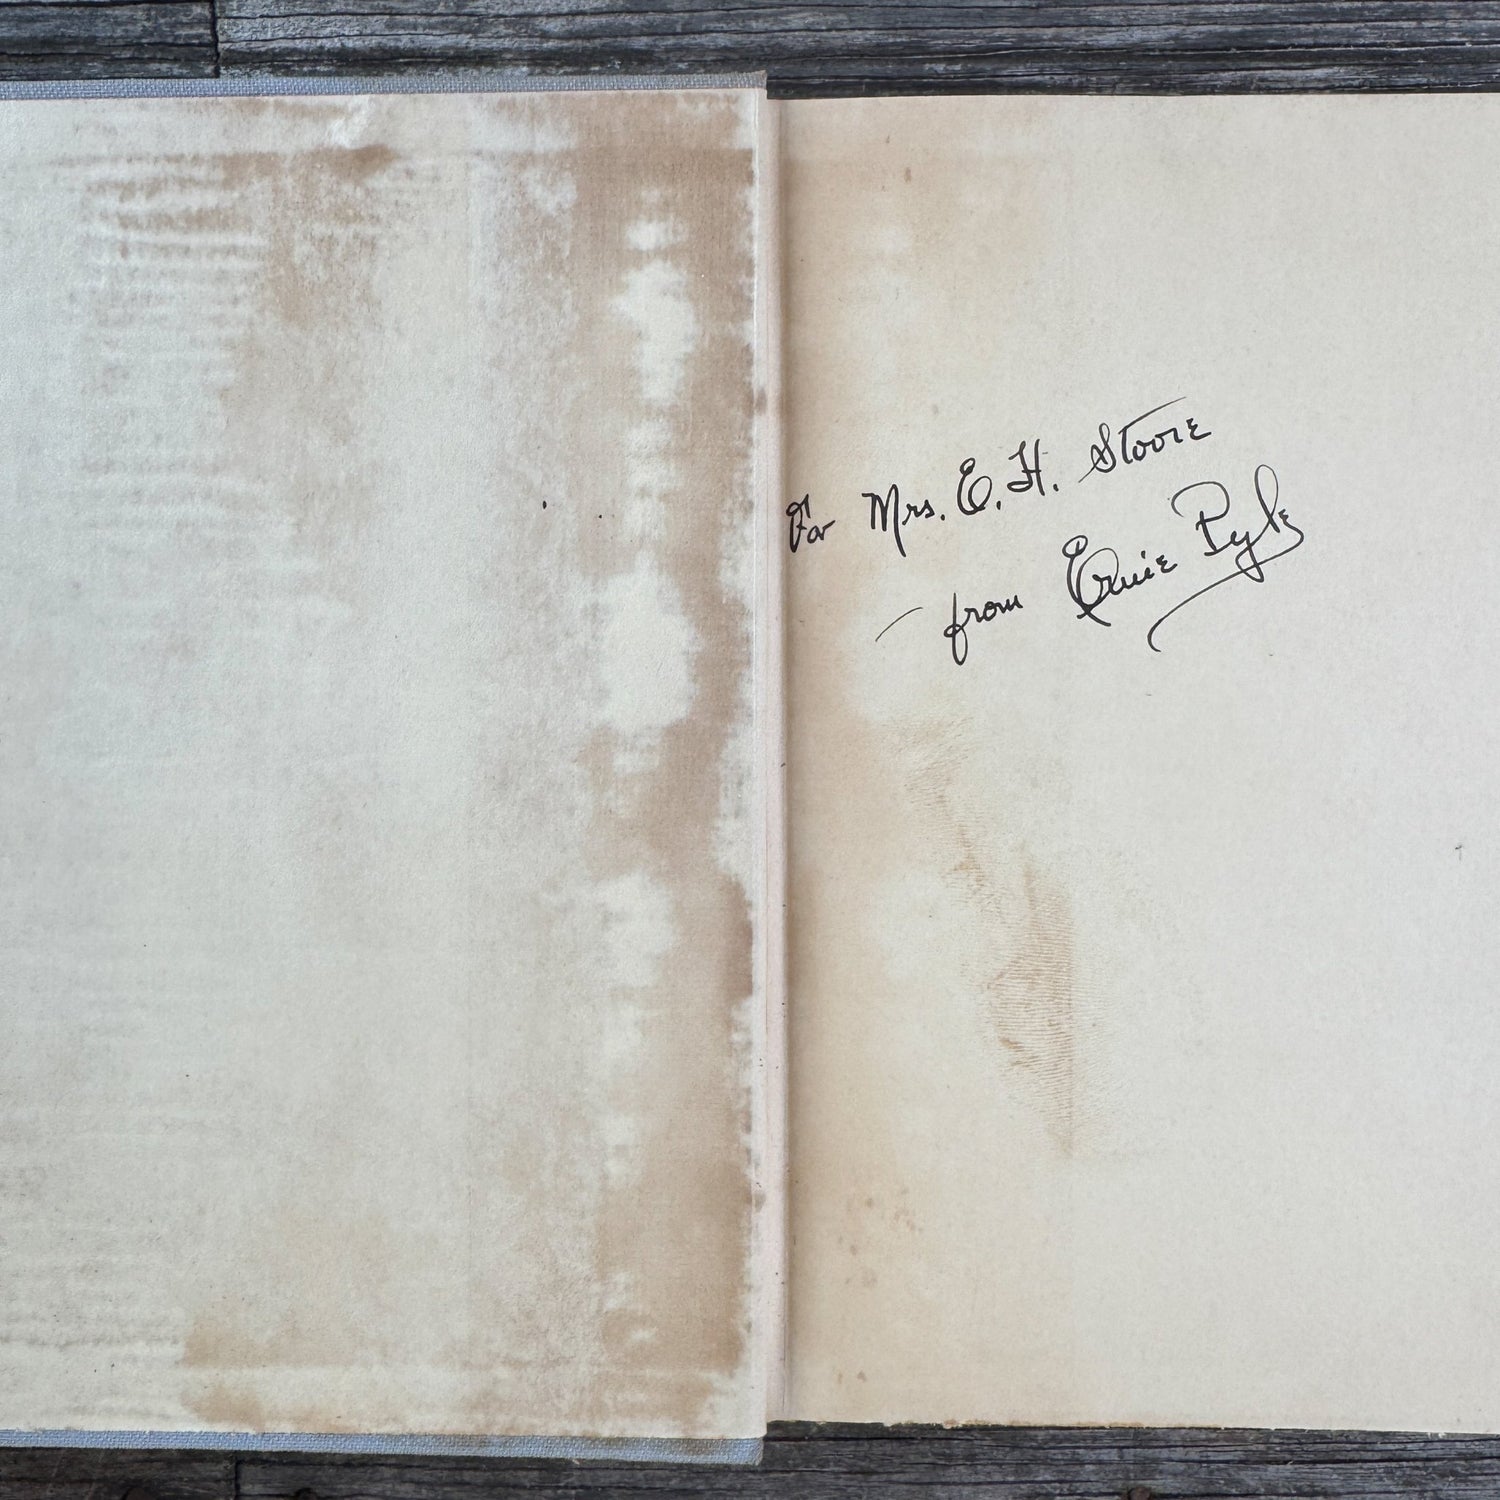 For Mrs. E. H. Stoore
— from Ernie Pyle